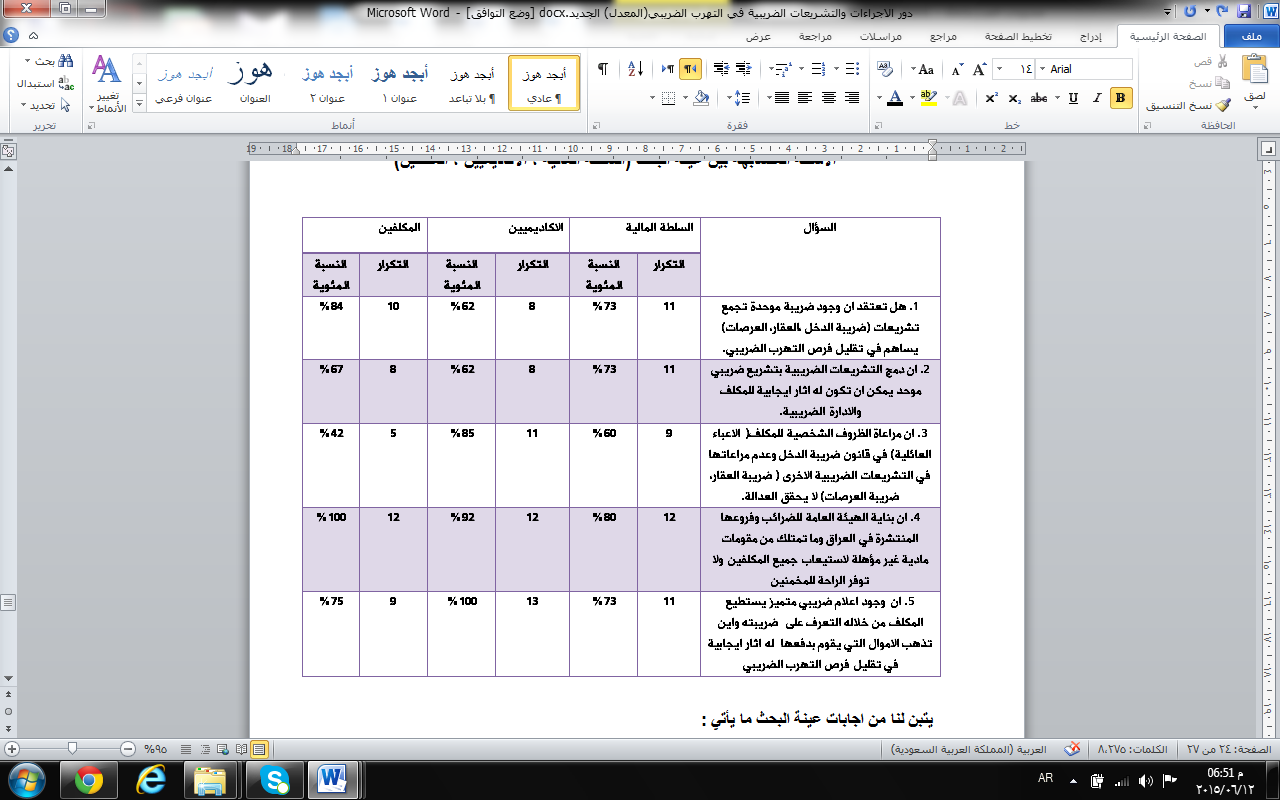 دور الاجراءات والتشريعات الضريبية في التهرب الضريبي(المعدل) الجديد.docx [وضع التوافق] - Microsoft Word
ملف
الصفحة الرئيسية
إدراج
تخطيط الصفحة
مراجع
مراسلات
مراجعة
عرض
لصق
قص
نسخ
نسخ التنسيق
الحافظة
Arial
١٤
خط
فقرة
أبجد هوز
¶ عادي
أبجد هوز
¶ بلا تباعد
أبجد هوز
عنوان ١
أبجد هوز
عنوان ٢
هوز
العنوان
أبجد هوز
عنوان فرعي
أنماط
تغيير الأنماط
بحث
استبدال
تحديد
تحرير
السؤال
السلطة المالية
الاكاديميين
المكلفين
التكرار
النسبة المئوية
التكرار
النسبة المئوية
التكرار
النسبة المئوية
1. هل تعتقد ان وجود ضريبة موحدة تجمع
تشريعات (ضريبة الدخل ،العقار، العرصات)
يساهم في تقليل فرص التهرب الضريبي.
11
%73
8
%62
10
%84
2. ان دمج التشريعات الضريبية بتشريع ضريبي
موحد يمكن ان تكون له اثار ايجابية للمكلف
والادارة الضريبية.
11
%73
8
%62
8
%67
3. ان مراعاة الظروف الشخصية للمكلف( الاعباء
العائلية) في قانون ضريبة الدخل وعدم مراعاتها
في التشريعات الضريبية الاخرى ( ضريبة العقار،
ضريبة العرصات) لا يحقق العدالة.
9
%60
11
%85
5
%42
4. ان بناية الهيئة العامة للضرائب وفروعها
المنتشرة في العراق وما تمتلك من مقومات
مادية غير مؤهلة لاستيعاب جميع المكلفين ولا
توفر الراحة للمخمنين
12
%80
12
%92
12
%100
5. ان وجود اعلام ضريبي متميز يستطيع
المكلف من خلاله التعرف على ضريبته واين
تذهب الاموال التي يقوم بدفعها له اثار ايجابية
في تقليل فرص التهرب الضريبي
11
%73
13
%100
9
%75
يتبن لنا من اجابات عينة البحث ما يأتي :
الصفحة: ٢٤ من ٢٧
الكلمات: ٨،٢٧٥
العربية (المملكة العربية السعودية)
%٩٥
AR
06:51 م
٢٠١٥/٠٦/١٢